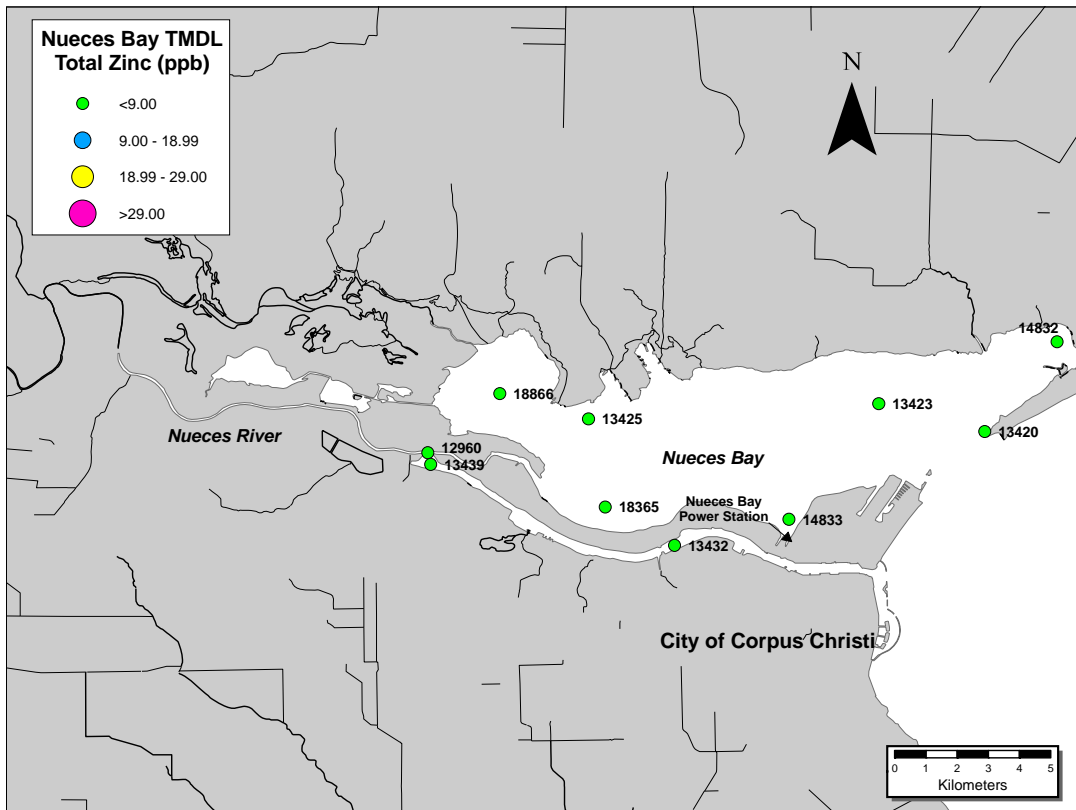 Nueces Bay TMDL
Total Zinc (ppb)
<9.00
9.00 - 18.99
18.99 - 29.00
>29.00
N
14832
18866
13425
13423
13420
Nueces River
12960
13439
Nueces Bay
18365
Nueces Bay
Power Station
14833
13432
City of Corpus Christi
0 1 2 3 4 5
Kilometers